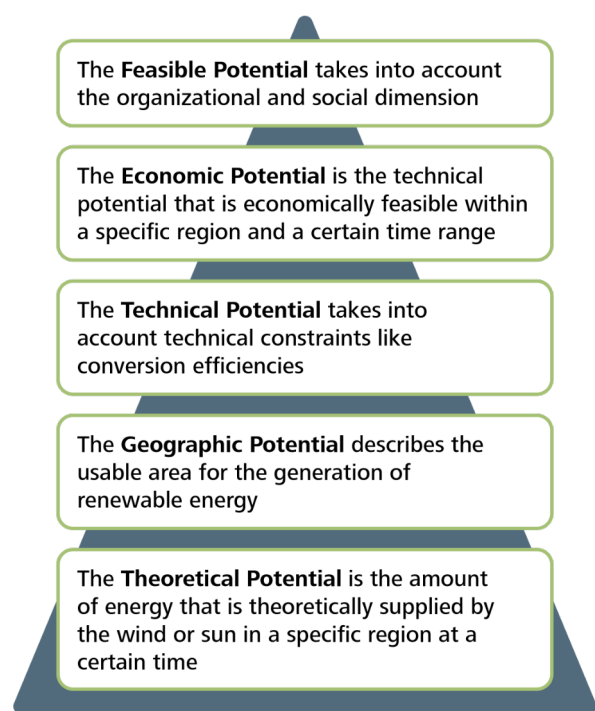 The Feasible Potential takes into account
the organizational and social dimension
The Economic Potential is the technical
potential that is economically feasible within
a specific region and a certain time range
The Technical Potential takes into
account technical constraints like
conversion efficiencies
The Geographic Potential describes the
usable area for the generation of
renewable energy
The Theoretical Potential is the amount
of energy that is theoretically supplied by
the wind or sun in a specific region at a
certain time